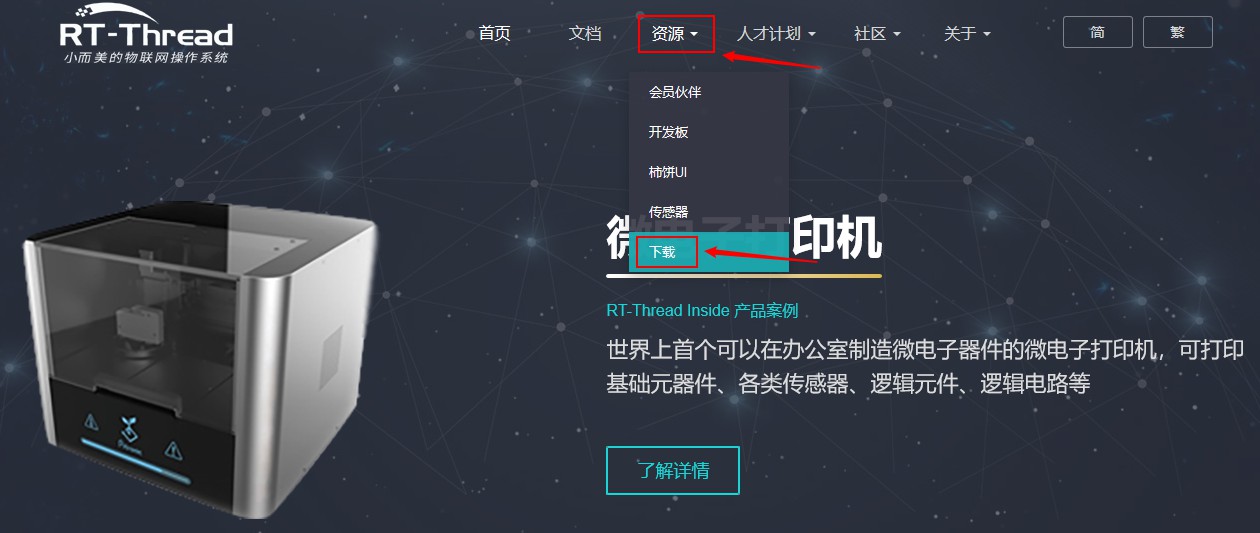 RT-Thread
小而美的物联网操作系统
首页 文档 资源 人才计划 社区 关于 简 繁
会员伙伴
开发板
柿饼UI
传感器
下载
微电子打印机
RT-Thread Inside 产品案例
世界上首个可以在办公室制造微电子器件的微电子打印机，可打印
基础元器件、各类传感器、逻辑元件、逻辑电路等
了解详情